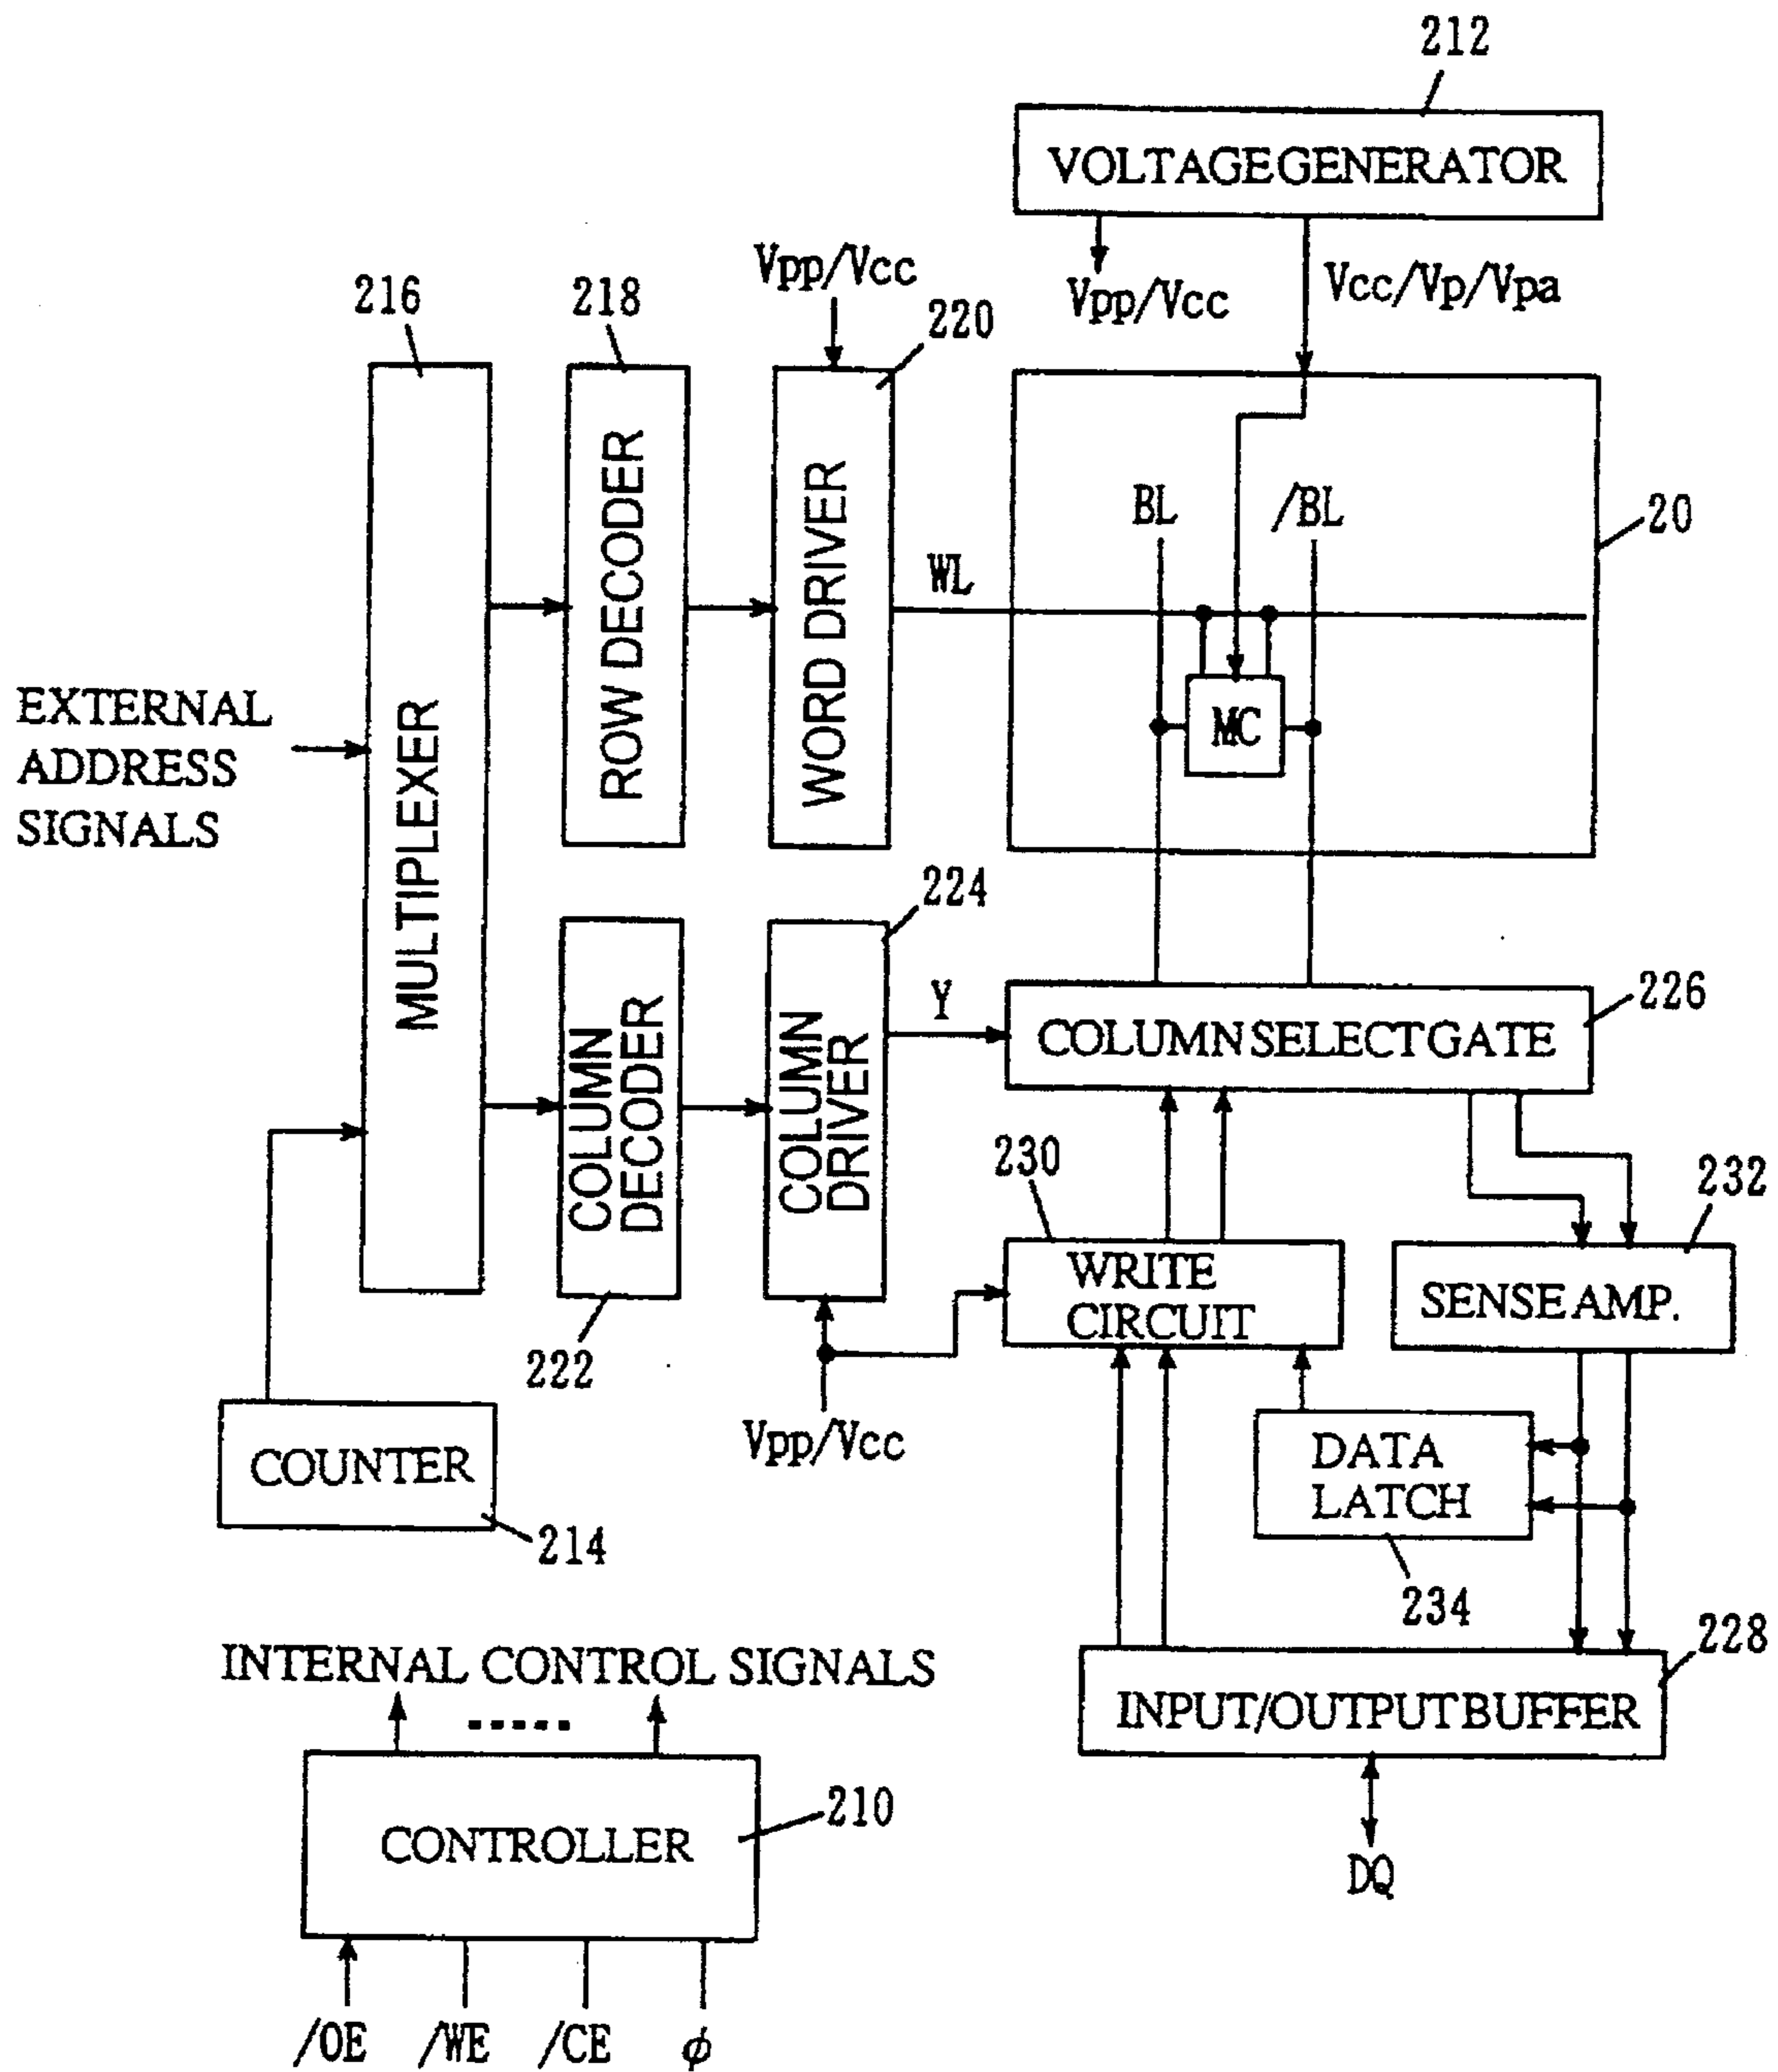 212
VOLTAGE GENERATOR
Vpp/Vcc
Vpp/Vcc
Vcc/Vp/Vpa
216
218
220
EXTERNAL
ADDRESS
SIGNALS
MULTIPLEXER
ROW DECODER
WORD DRIVER
WL
BL
/BL
MC
20
COLUMN
DECODER
222
COLUMN
DRIVER
224
Y
COLUMN SELECT GATE
226
230
WRITE
CIRCUIT
232
SENSE AMP.
Vpp/Vcc
COUNTER
214
DATA
LATCH
234
228
INPUT/OUTPUT BUFFER
DQ
INTERNAL CONTROL SIGNALS
CONTROLLER
210
/OE
/WE
/CE
φ